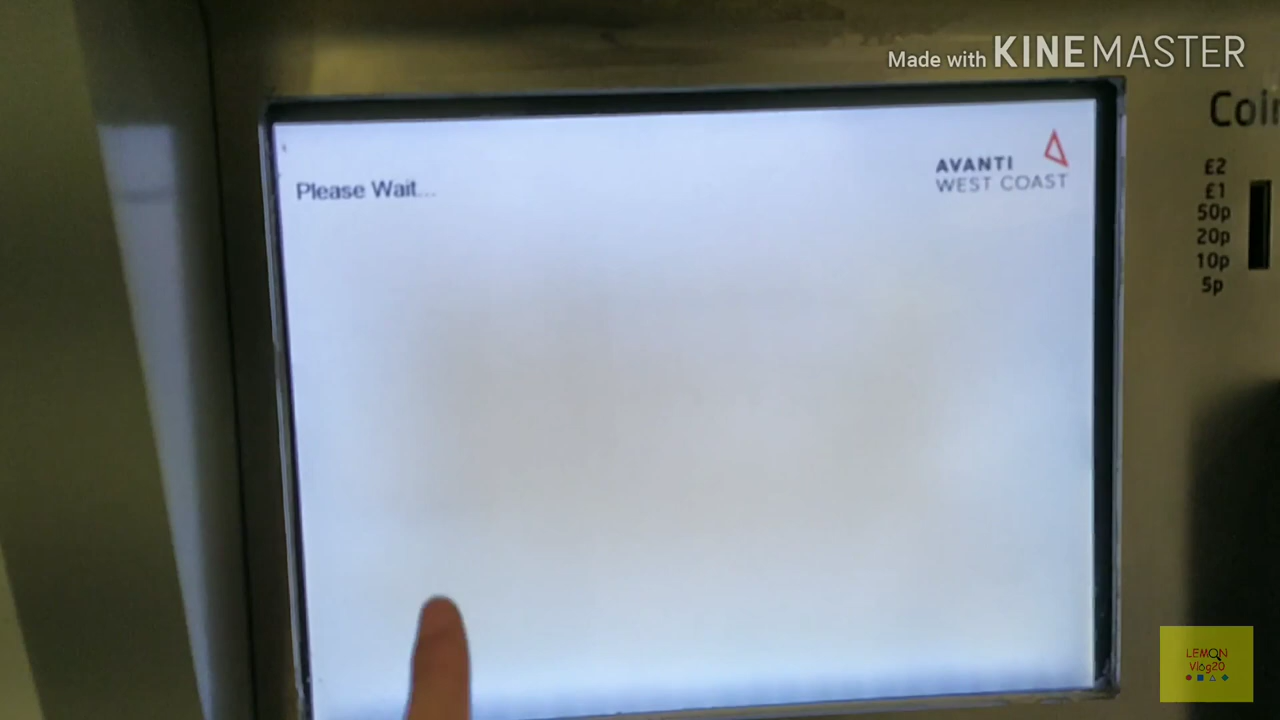 Made with KINEMASTER
Please Wait...
AVANTI
WEST COAST
£2
£1
50p
20p
10p
5p
LEMON
Vlog20